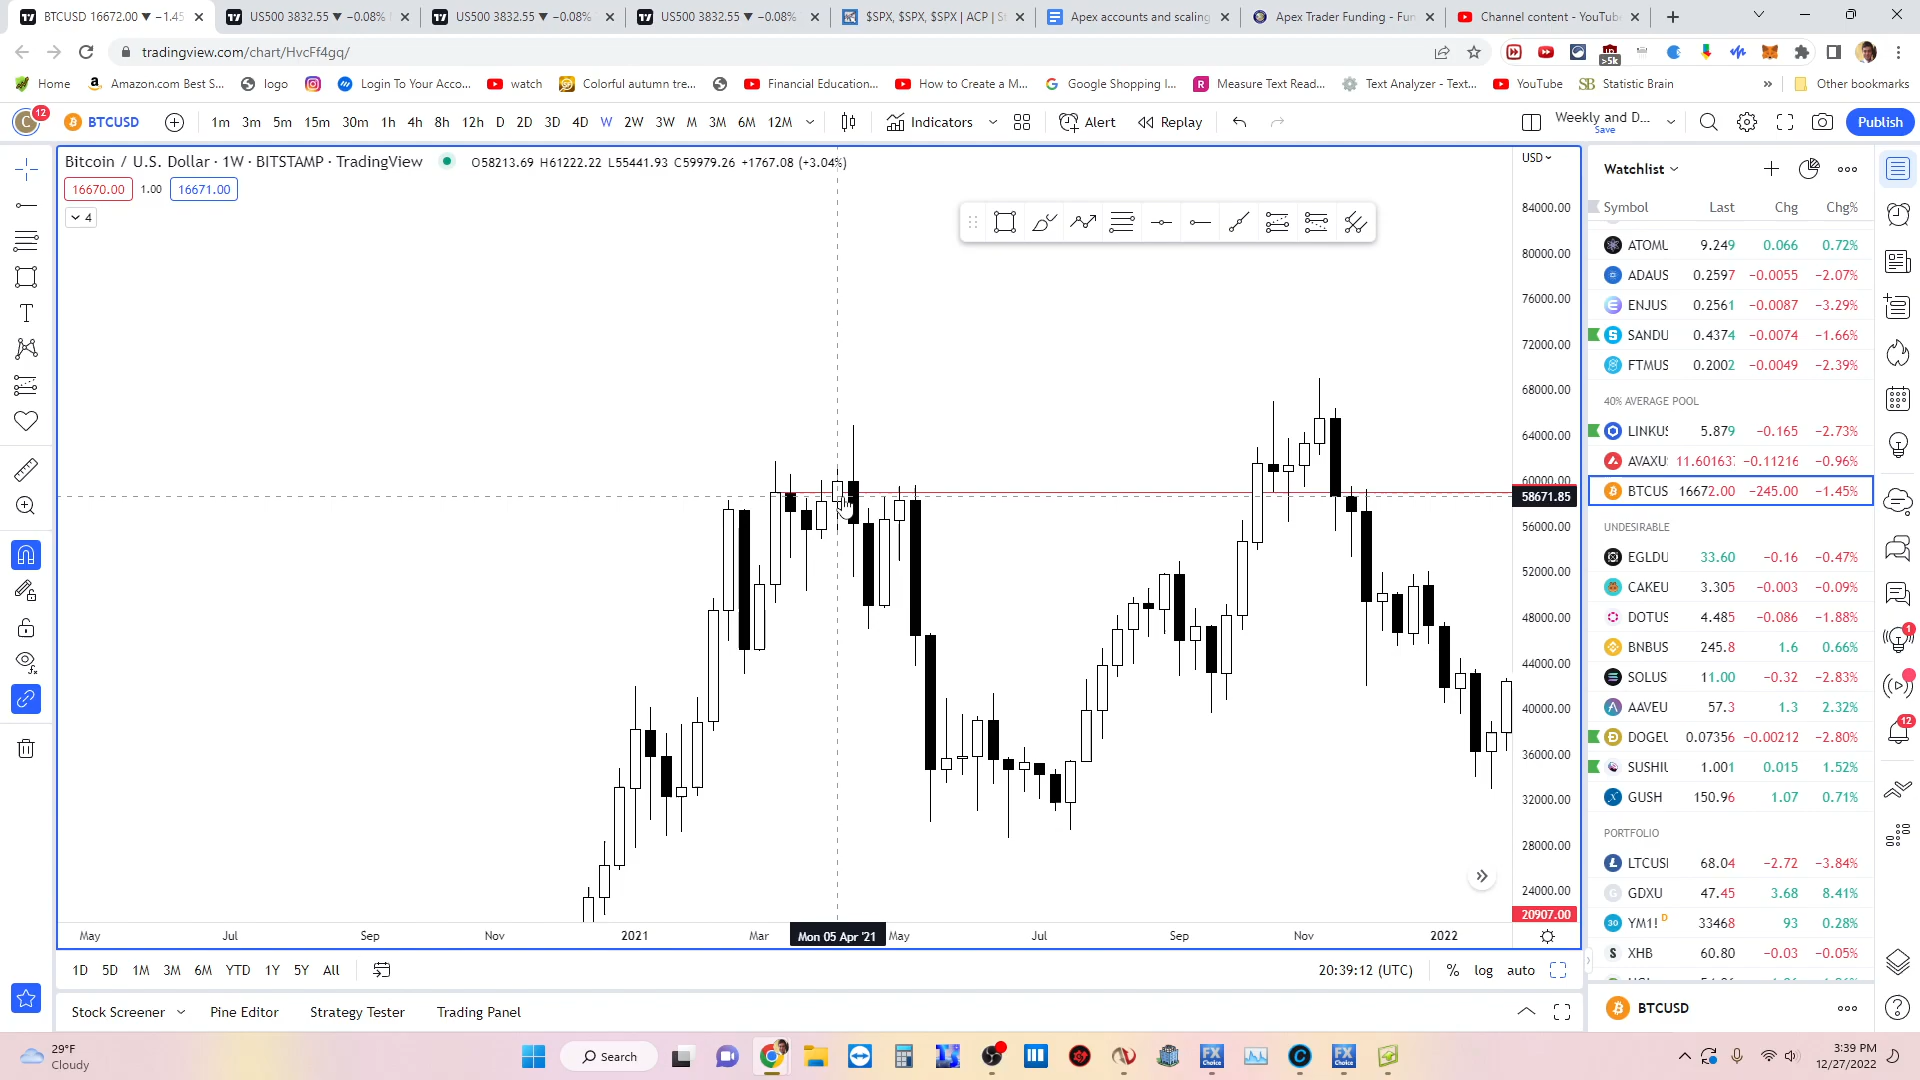 BTCUSD 16672.00 ▼ −1.45
US500 3832.55 ▼ −0.08%
US500 3832.55 ▼ −0.08%
US500 3832.55 ▼ −0.08%
$SPX, $SPX, $SPX | ACP | St
Apex accounts and scaling
Apex Trader Funding - Fun
Channel content - YouTube
tradingview.com/chart/HvcFf4gq/
>5k
Home
Amazon.com Best S...
logo
Login To Your Acco...
watch
Colorful autumn tre...
Financial Education...
How to Create a M...
Google Shopping I...
Measure Text Read...
Text Analyzer - Text...
YouTube
SB Statistic Brain
» Other bookmarks
C 12
BTCUSD
1m 3m 5m 15m 30m 1h 4h 8h 12h D 2D 3D 4D W 2W 3W M 3M 6M 12M
Indicators
Alert
Replay
Weekly and D...
Save
Publish
Bitcoin / U.S. Dollar · 1W · BITSTAMP · TradingView
O58213.69 H61222.22 L55441.93 C59979.26 +1767.08 (+3.04%)
16670.00 1.00 16671.00
4
USD
84000.00
80000.00
76000.00
72000.00
68000.00
64000.00
60000.00
58671.85
56000.00
52000.00
48000.00
44000.00
40000.00
36000.00
32000.00
28000.00
24000.00
20907.00
May Jul Sep Nov 2021 Mar Mon 05 Apr '21 May Jul Sep Nov 2022
1D 5D 1M 3M 6M YTD 1Y 5Y All
20:39:12 (UTC) % log auto
Stock Screener Pine Editor Strategy Tester Trading Panel
Watchlist
Symbol Last Chg Chg%
ATOMU 9.249 0.066 0.72%
ADAUS 0.2597 −0.0055 −2.07%
ENJUS 0.2561 −0.0087 −3.29%
SANDU 0.4374 −0.0074 −1.66%
FTMUS 0.2002 −0.0049 −2.39%
40% AVERAGE POOL
LINKUS 5.879 −0.165 −2.73%
AVAXU 11.601637 −0.11216 −0.96%
BTCUS 16672.00 −245.00 −1.45%
UNDESIRABLE
EGLDU 33.60 −0.16 −0.47%
CAKEU 3.305 −0.003 −0.09%
DOTUS 4.485 −0.086 −1.88%
BNBUS 245.8 1.6 0.66%
SOLUS 11.00 −0.32 −2.83%
AAVEU 57.3 1.3 2.32%
DOGEU 0.07356 −0.00212 −2.80%
SUSHIU 1.001 0.015 1.52%
GUSH 150.96 1.07 0.71%
PORTFOLIO
LTCUSD 68.04 −2.72 −3.84%
GDXU 47.45 3.68 8.41%
YM1! D 33468 93 0.28%
XHB 60.80 −0.03 −0.05%
BTCUSD
1
12
29°F
Cloudy
Search
FX Choice
FX Choice
3:39 PM
12/27/2022